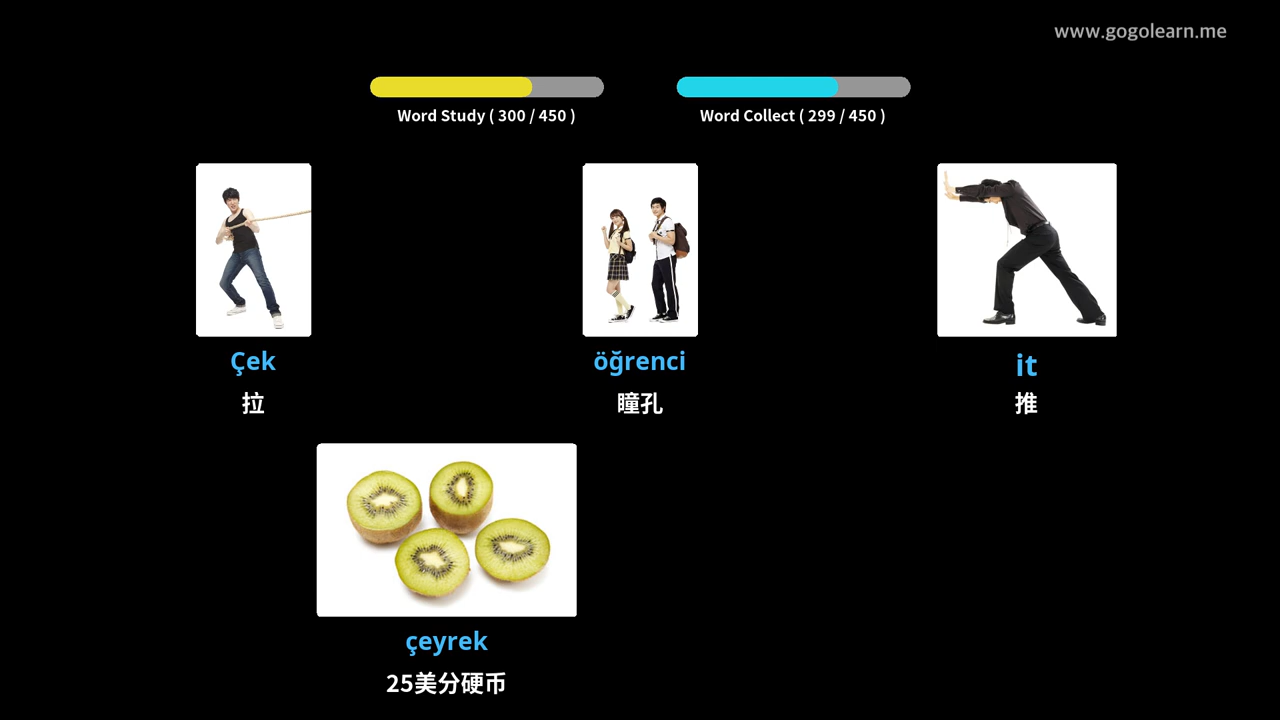 www.gogolearn.me
Word Study ( 300 / 450 )
Word Collect ( 299 / 450 )
Çek
拉
öğrenci
瞳孔
it
推
çeyrek
25美分硬币